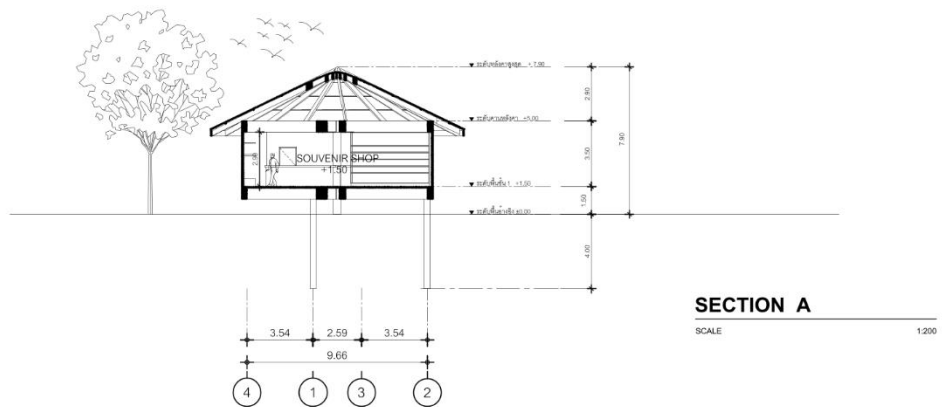 ระดับหลังคาสูงสุด +7.90
ระดับคานหลังคา +5.00
SOUVENIR SHOP
+1.50
2.00
ระดับพื้นชั้น 1 +1.50
ระดับพื้นอ้างอิง ±0.00
2.90
3.50
7.90
1.50
4.00
3.54
2.59
3.54
9.66
4
1
3
2
SECTION A
SCALE 1:200